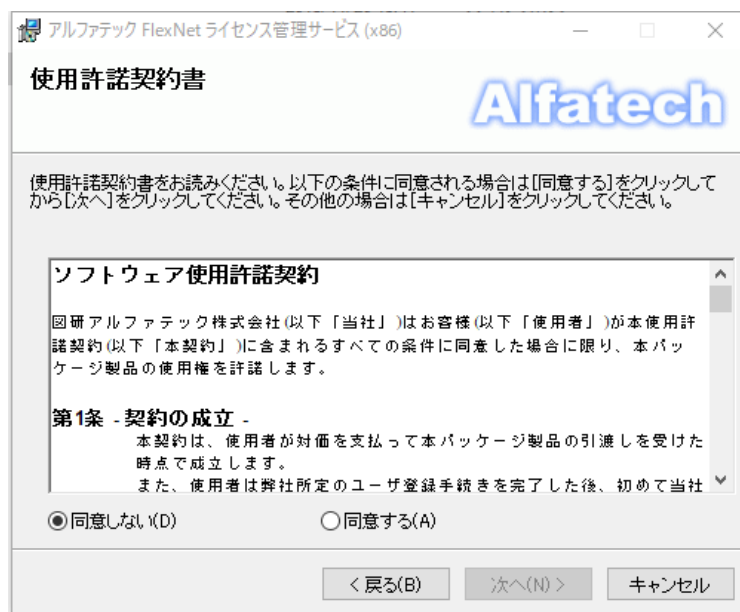 アルファテック FlexNet ライセンス管理サービス (x86)
使用許諾契約書
Alfatech
使用許諾契約書をお読みください。以下の条件に同意される場合は[同意する]をクリックして
から[次へ]をクリックしてください。その他の場合は[キャンセル]をクリックしてください。
ソフトウェア使用許諾契約
図研アルファテック株式会社(以下「当社」)はお客様(以下「使用者」)が本使用許
諾契約(以下「本契約」)に含まれるすべての条件に同意した場合に限り、本パッ
ケージ製品の使用権を許諾します。
第1条 - 契約の成立 -
本契約は、使用者が対価を支払って本パッケージ製品の引渡しを受けた
時点で成立します。
また、使用者は弊社所定のユーザ登録手続きを完了した後、初めて当社
同意しない(D) 同意する(A)
< 戻る(B) 次へ(N) > キャンセル